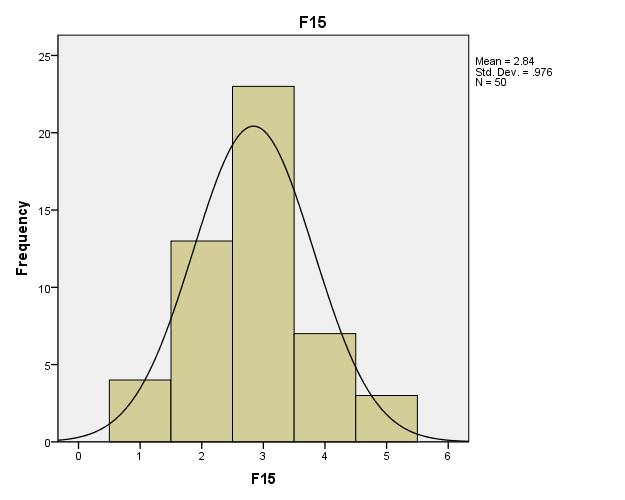 F15
Mean = 2.84
Std. Dev. = .976
N = 50
25
20
15
10
5
0
Frequency
0 1 2 3 4 5 6
F15